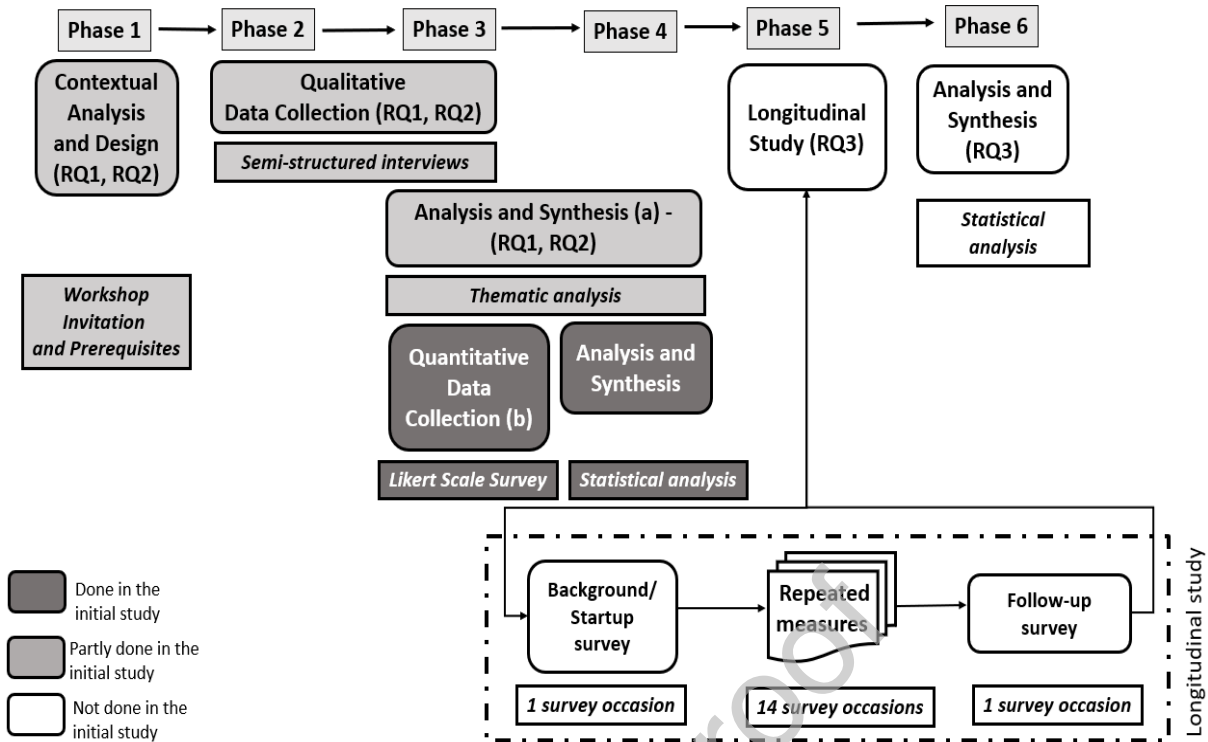 Phase 1
Phase 2
Phase 3
Phase 4
Phase 5
Phase 6
Contextual
Analysis
and Design
(RQ1, RQ2)
Qualitative
Data Collection (RQ1, RQ2)
Semi-structured interviews
Longitudinal
Study (RQ3)
Analysis and
Synthesis
(RQ3)
Statistical
analysis
Analysis and Synthesis (a) -
(RQ1, RQ2)
Thematic analysis
Workshop
Invitation
and Prerequisites
Quantitative
Data
Collection (b)
Analysis and
Synthesis
Likert Scale Survey
Statistical analysis
Background/
Startup
survey
Repeated
measures
Follow-up
survey
1 survey occasion
14 survey occasions
1 survey occasion
Longitudinal study
Done in the
initial study
Partly done in the
initial study
Not done in the
initial study
roof